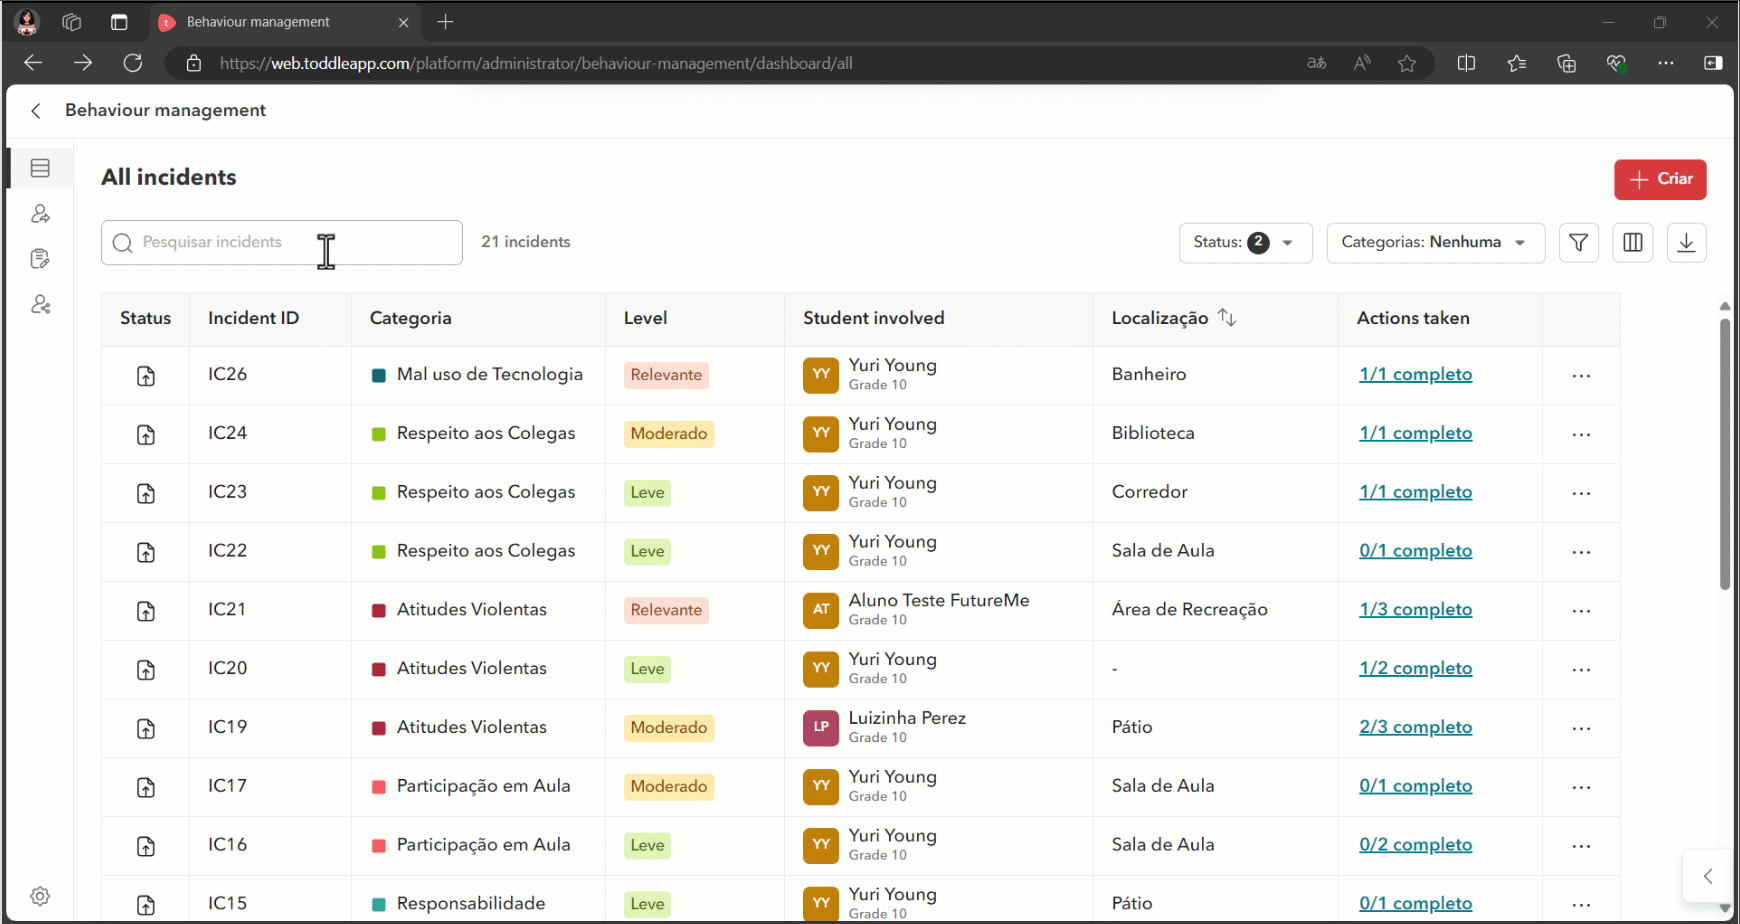 Behaviour management
https://web.toddleapp.com/platform/administrator/behaviour-management/dashboard/all
Behaviour management
All incidents
Criar
Pesquisar incidents
21 incidents
Status: 2
Categorias: Nenhuma
Status Incident ID Categoria Level Student involved Localização Actions taken
IC26 Mal uso de Tecnologia Relevante YY Yuri Young Banheiro 1/1 completo
Grade 10
IC24 Respeito aos Colegas Moderado YY Yuri Young Biblioteca 1/1 completo
Grade 10
IC23 Respeito aos Colegas Leve YY Yuri Young Corredor 1/1 completo
Grade 10
IC22 Respeito aos Colegas Leve YY Yuri Young Sala de Aula 0/1 completo
Grade 10
IC21 Atitudes Violentas Relevante AT Aluno Teste FutureMe Área de Recreação 1/3 completo
Grade 10
IC20 Atitudes Violentas Leve YY Yuri Young - 1/2 completo
Grade 10
IC19 Atitudes Violentas Moderado LP Luizinha Perez Pátio 2/3 completo
Grade 10
IC17 Participação em Aula Moderado YY Yuri Young Sala de Aula 0/1 completo
Grade 10
IC16 Participação em Aula Leve YY Yuri Young Sala de Aula 0/2 completo
Grade 10
IC15 Responsabilidade Leve YY Yuri Young Pátio 0/1 completo
Grade 10